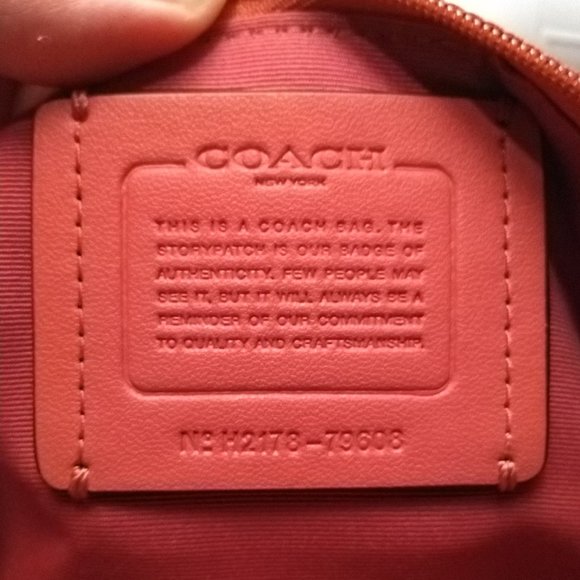 COACH
NEW YORK
THIS IS A COACH BAG. THE
STORYPATCH IS OUR BADGE OF
AUTHENTICITY. FEW PEOPLE MAY
SEE IT, BUT IT WILL ALWAYS BE A
REMINDER OF OUR COMMITMENT
TO QUALITY AND CRAFTSMANSHIP.
Nº H2178-79608